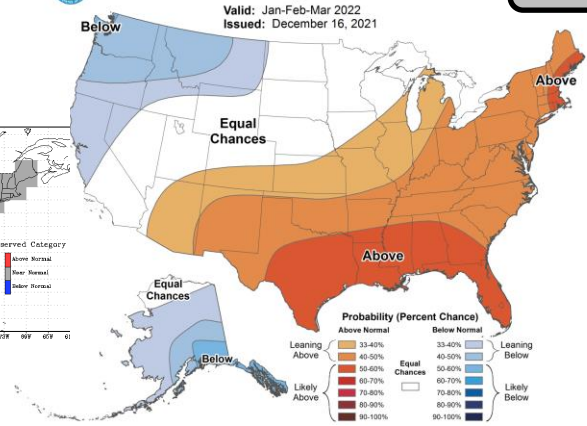 Valid: Jan-Feb-Mar 2022
Issued: December 16, 2021
Below
Above
Equal
Chances
served Category
Above Normal
Near Normal
Below Normal
Above
Equal
Chances
Below
Probability (Percent Chance)
Above Normal
Below Normal
Leaning
Above
33-40%
40-50%
50-60%
60-70%
70-80%
80-90%
90-100%
Likely
Above
Equal
Chances
33-40%
40-50%
50-60%
60-70%
70-80%
80-90%
90-100%
Leaning
Below
Likely
Below